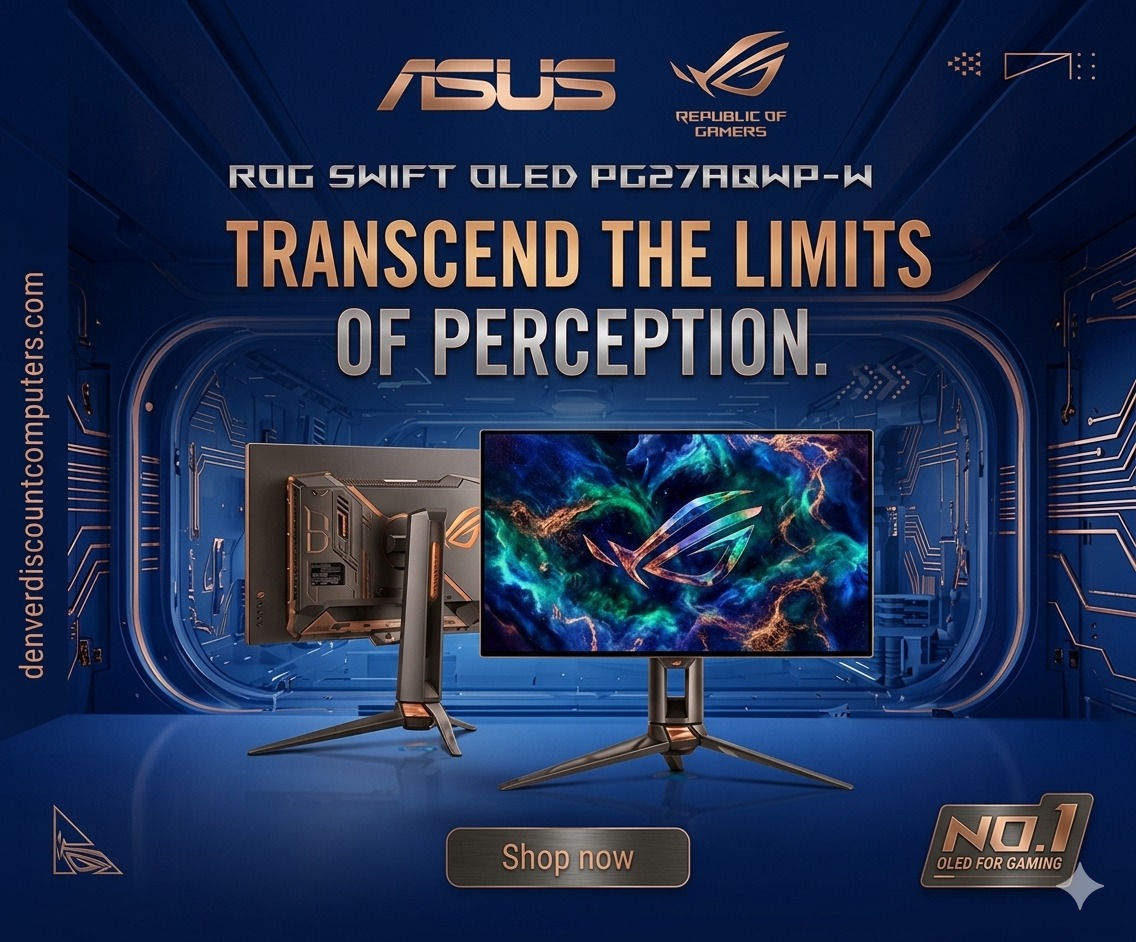 ASUS
REPUBLIC OF
GAMERS
ROG SWIFT OLED PG27AQWP-W
TRANSCEND THE LIMITS
OF PERCEPTION.
denverdiscountcomputers.com
Shop now
NO.1
OLED FOR GAMING